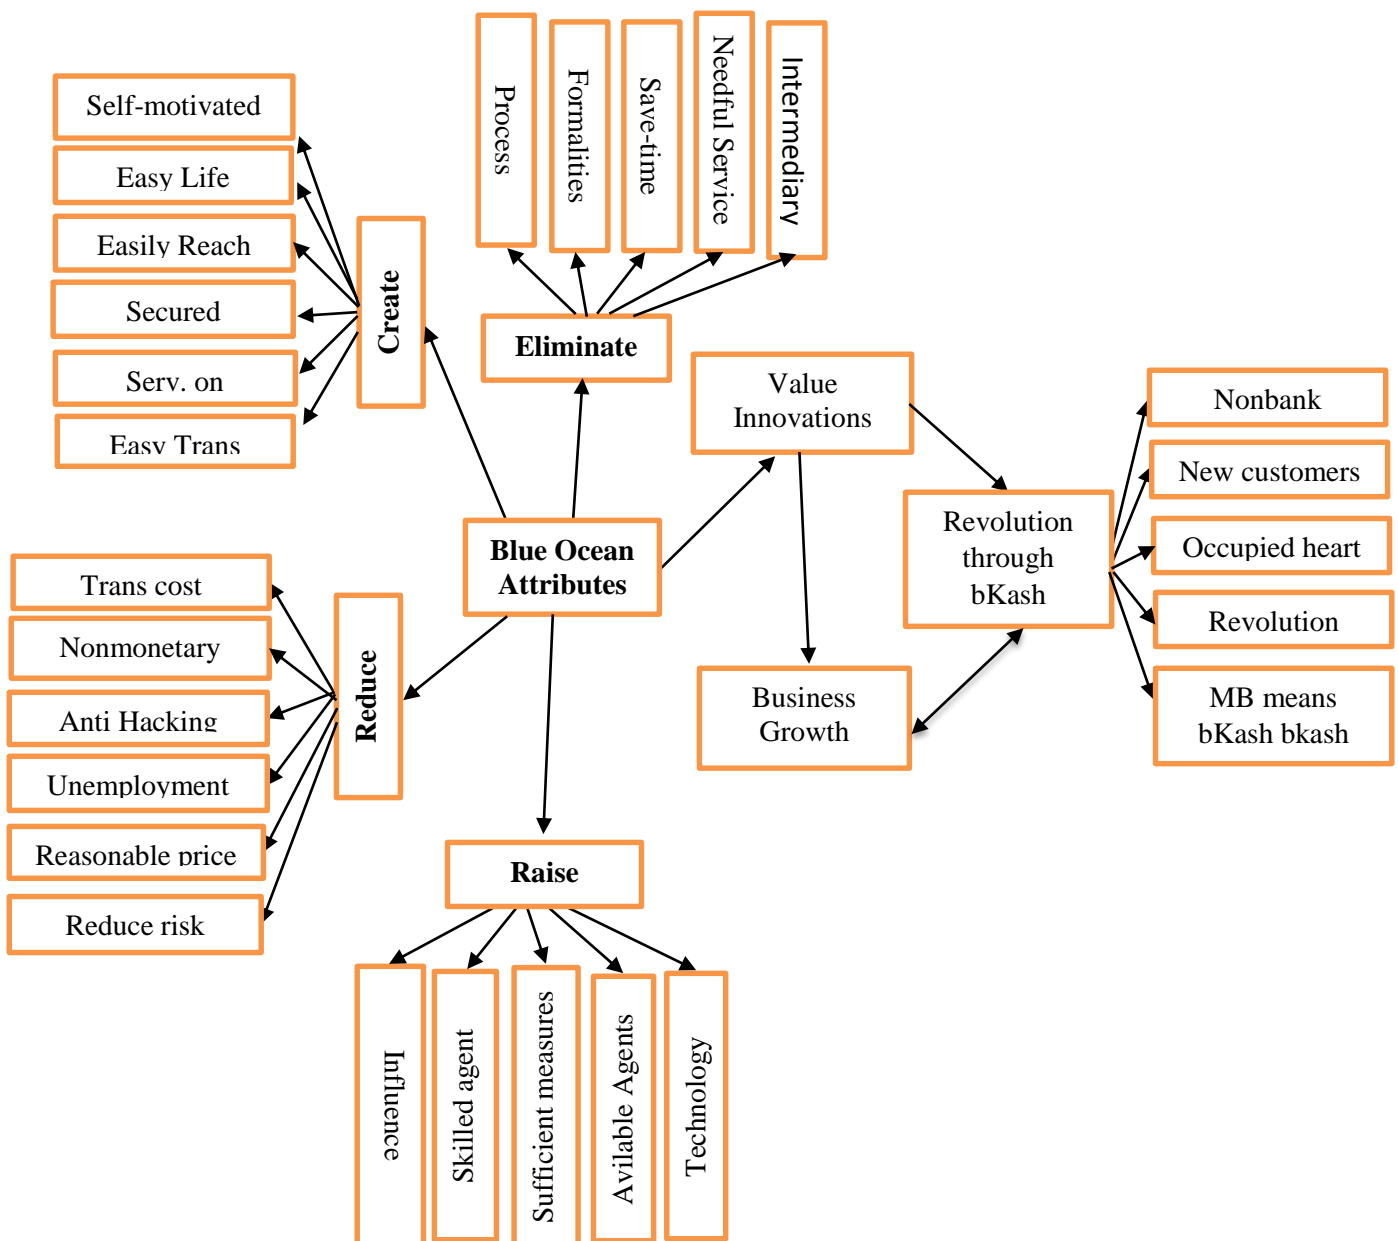 Self-motivated
Easy Life
Easily Reach
Secured
Serv. on
Easy Trans
Create
Process
Formalities
Save-time
Needful Service
Intermediary
Eliminate
Value
Innovations
Nonbank
New customers
Occupied heart
Revolution
MB means
bKash bkash
Revolution
through
bKash
Blue Ocean
Attributes
Business
Growth
Trans cost
Nonmonetary
Anti Hacking
Unemployment
Reasonable price
Reduce risk
Reduce
Raise
Influence
Skilled agent
Sufficient measures
Avilable Agents
Technology